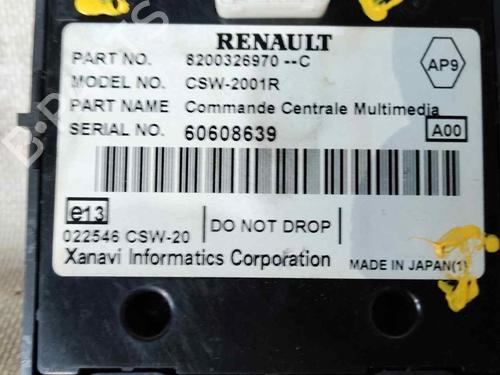 RENAULT
PART NO. 8200326970 --C
AP9
MODEL NO. CSW-2001R
PART NAME Commande Centrale Multimedia
SERIAL NO. 60608639
A00
e13
DO NOT DROP
022546 CSW-20
Xanavi Informatics Corporation
MADE IN JAPAN(1)